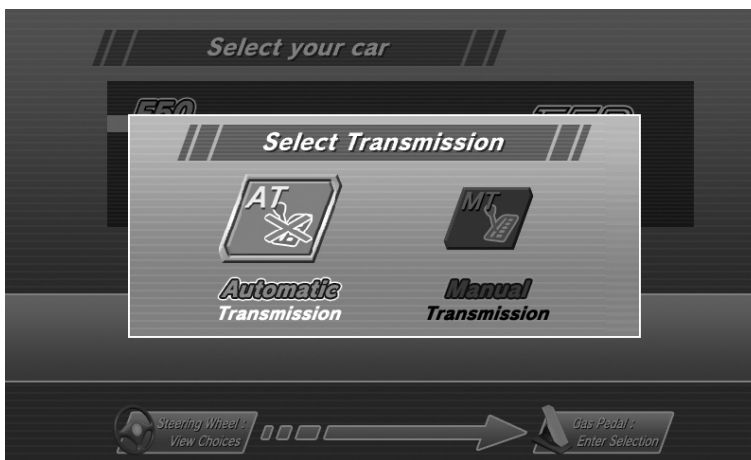 Select your car
F50
Select Transmission
AT
MT
Automatic
Transmission
Manual
Transmission
Steering Wheel :
View Choices
Gas Pedal :
Enter Selection